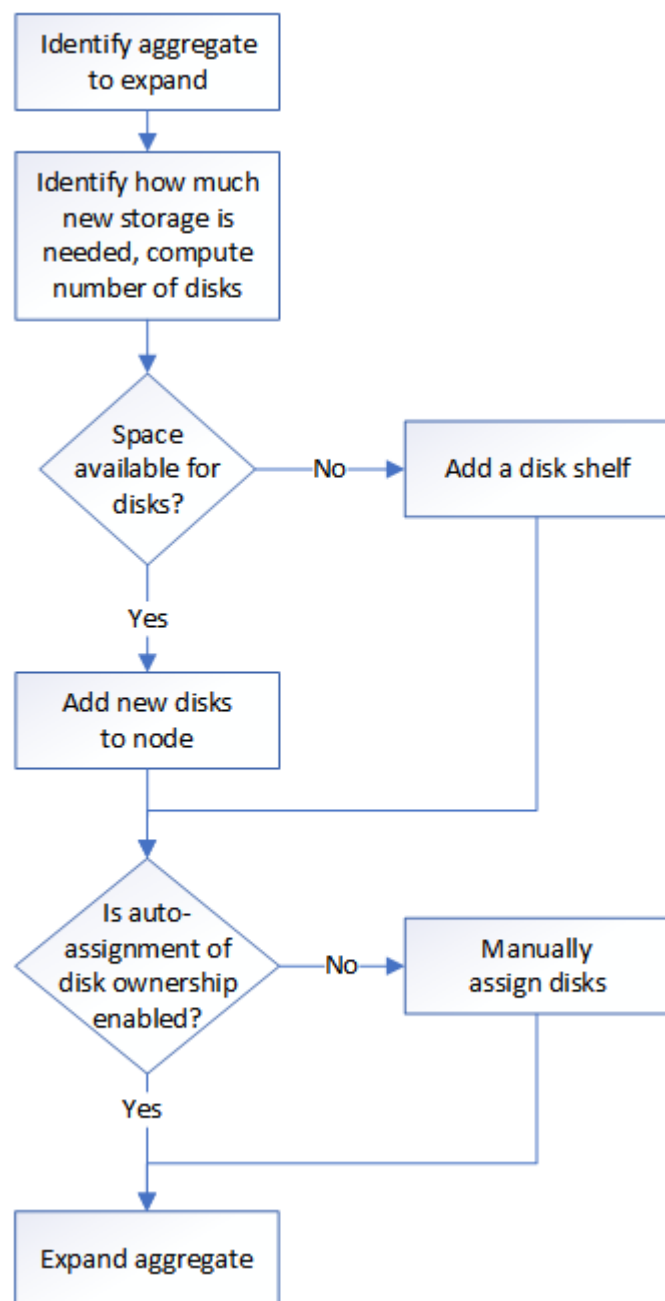 Identify aggregate
to expand
Identify how much
new storage is
needed, compute
number of disks
Space
available for
disks?
No
Add a disk shelf
Yes
Add new disks
to node
Is auto-
assignment of
disk ownership
enabled?
No
Manually
assign disks
Yes
Expand aggregate